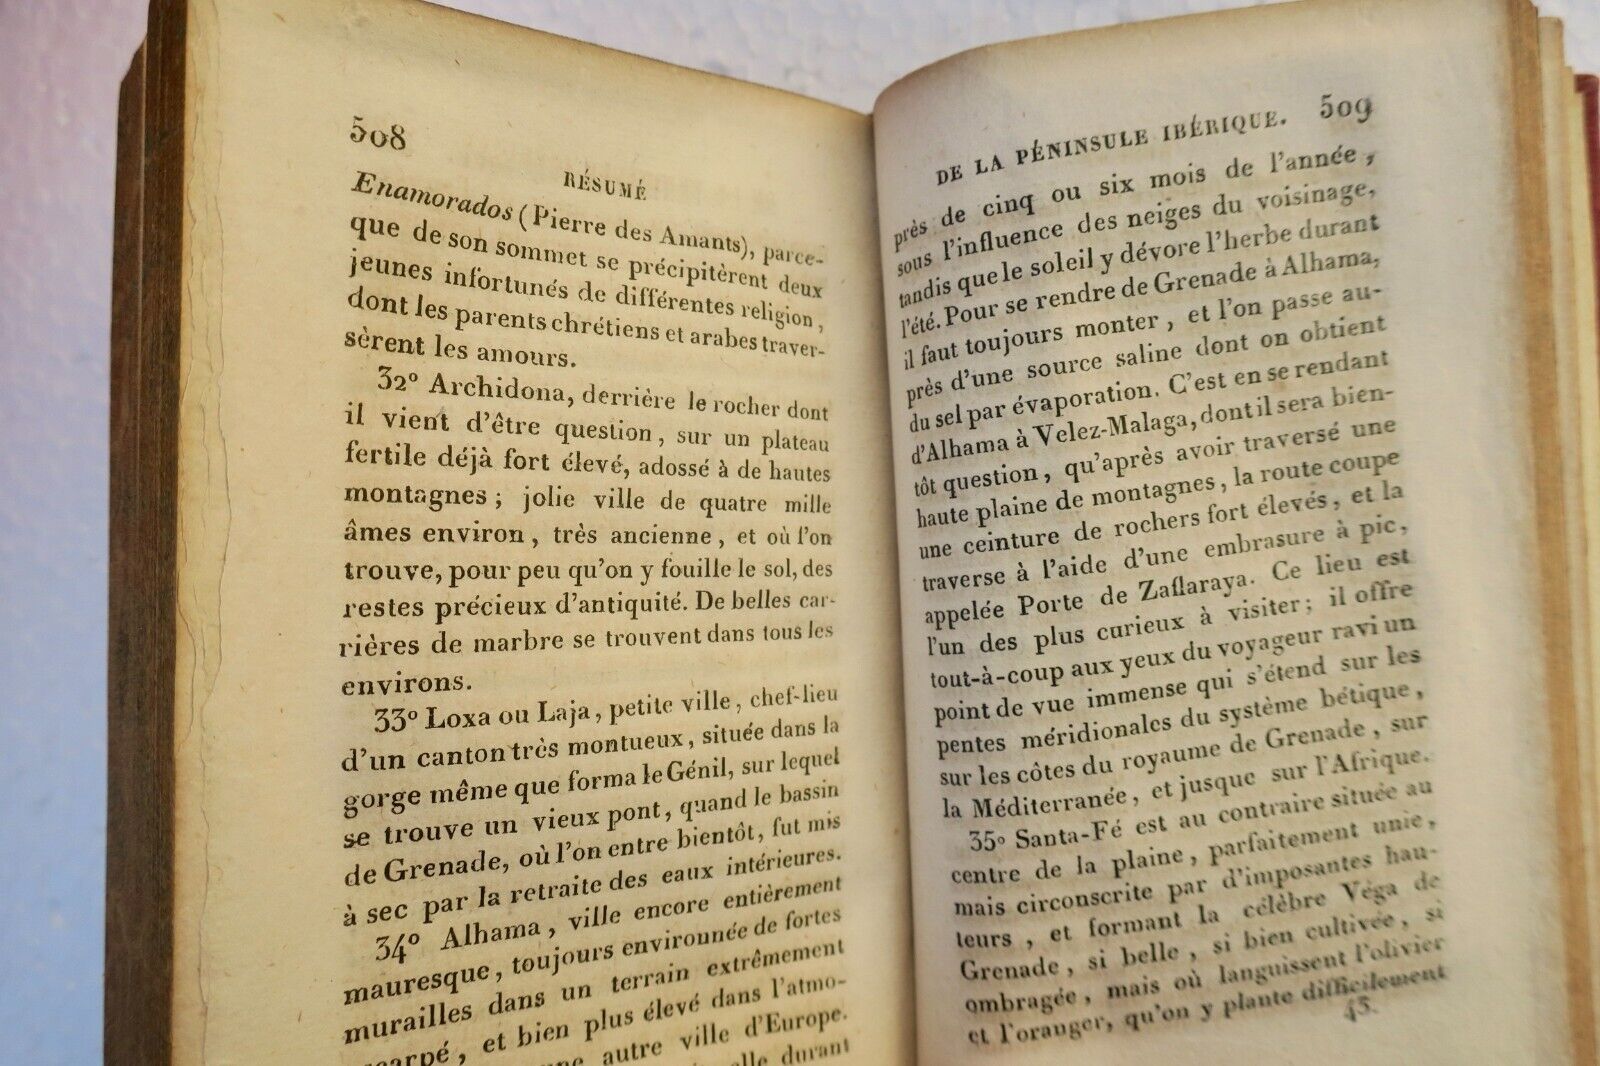 508
RÉSUMÉ
Enamorados (Pierre des Amants), parce-
que de son sommet se précipitèrent deux
jeunes infortunés de différentes religion,
dont les parents chrétiens et arabes traver-
sèrent les amours.
32° Archidona, derrière le rocher dont
il vient d'être question, sur un plateau
fertile déjà fort élevé, adossé à de hautes
montagnes; jolie ville de quatre mille
âmes environ, très ancienne, et où l'on
trouve, pour peu qu'on y fouille le sol, des
restes précieux d'antiquité. De belles car-
rières de marbre se trouvent dans tous les
environs.
33° Loxa ou Laja, petite ville, chef-lieu
d'un canton très montueux, située dans la
gorge même que forma le Génil, sur lequel
se trouve un vieux pont, quand le bassin
de Grenade, où l'on entre bientôt, fut mis
à sec par la retraite des eaux intérieures.
34° Alhama, ville encore entièrement
mauresque, toujours environnée de fortes
murailles dans un terrain extrêmement
et bien plus élevé dans l'atmo-
autre ville d'Europe.
durant
DE LA PÉNINSULE IBÉRIQUE. 509
près de cinq ou six mois de l'année,
sous l'influence des neiges du voisinage,
tandis que le soleil y dévore l'herbe durant
l'été. Pour se rendre de Grenade à Alhama,
il faut toujours monter, et l'on passe au-
près d'une source saline dont on obtient
du sel par évaporation. C'est en se rendant
d'Alhama à Velez-Malaga, dont il sera bien-
tôt question, qu'après avoir traversé une
haute plaine de montagnes, la route coupe
une ceinture de rochers fort élevés, et la
traverse à l'aide d'une embrasure à pic,
appelée Porte de Zaflaraya. Ce lieu est
l'un des plus curieux à visiter; il offre
tout-à-coup aux yeux du voyageur ravi un
point de vue immense qui s'étend sur les
pentes méridionales du système bétique,
sur les côtes du royaume de Grenade, sur
la Méditerranée, et jusque sur l'Afrique.
35° Santa-Fé est au contraire située au
centre de la plaine, parfaitement unie,
mais circonscrite par d'imposantes hau-
teurs, et formant la célèbre Véga de
Grenade, si belle, si bien cultivée, si
ombragée, mais où languissent l'olivier
et l'oranger, qu'on y plante difficilement
43.